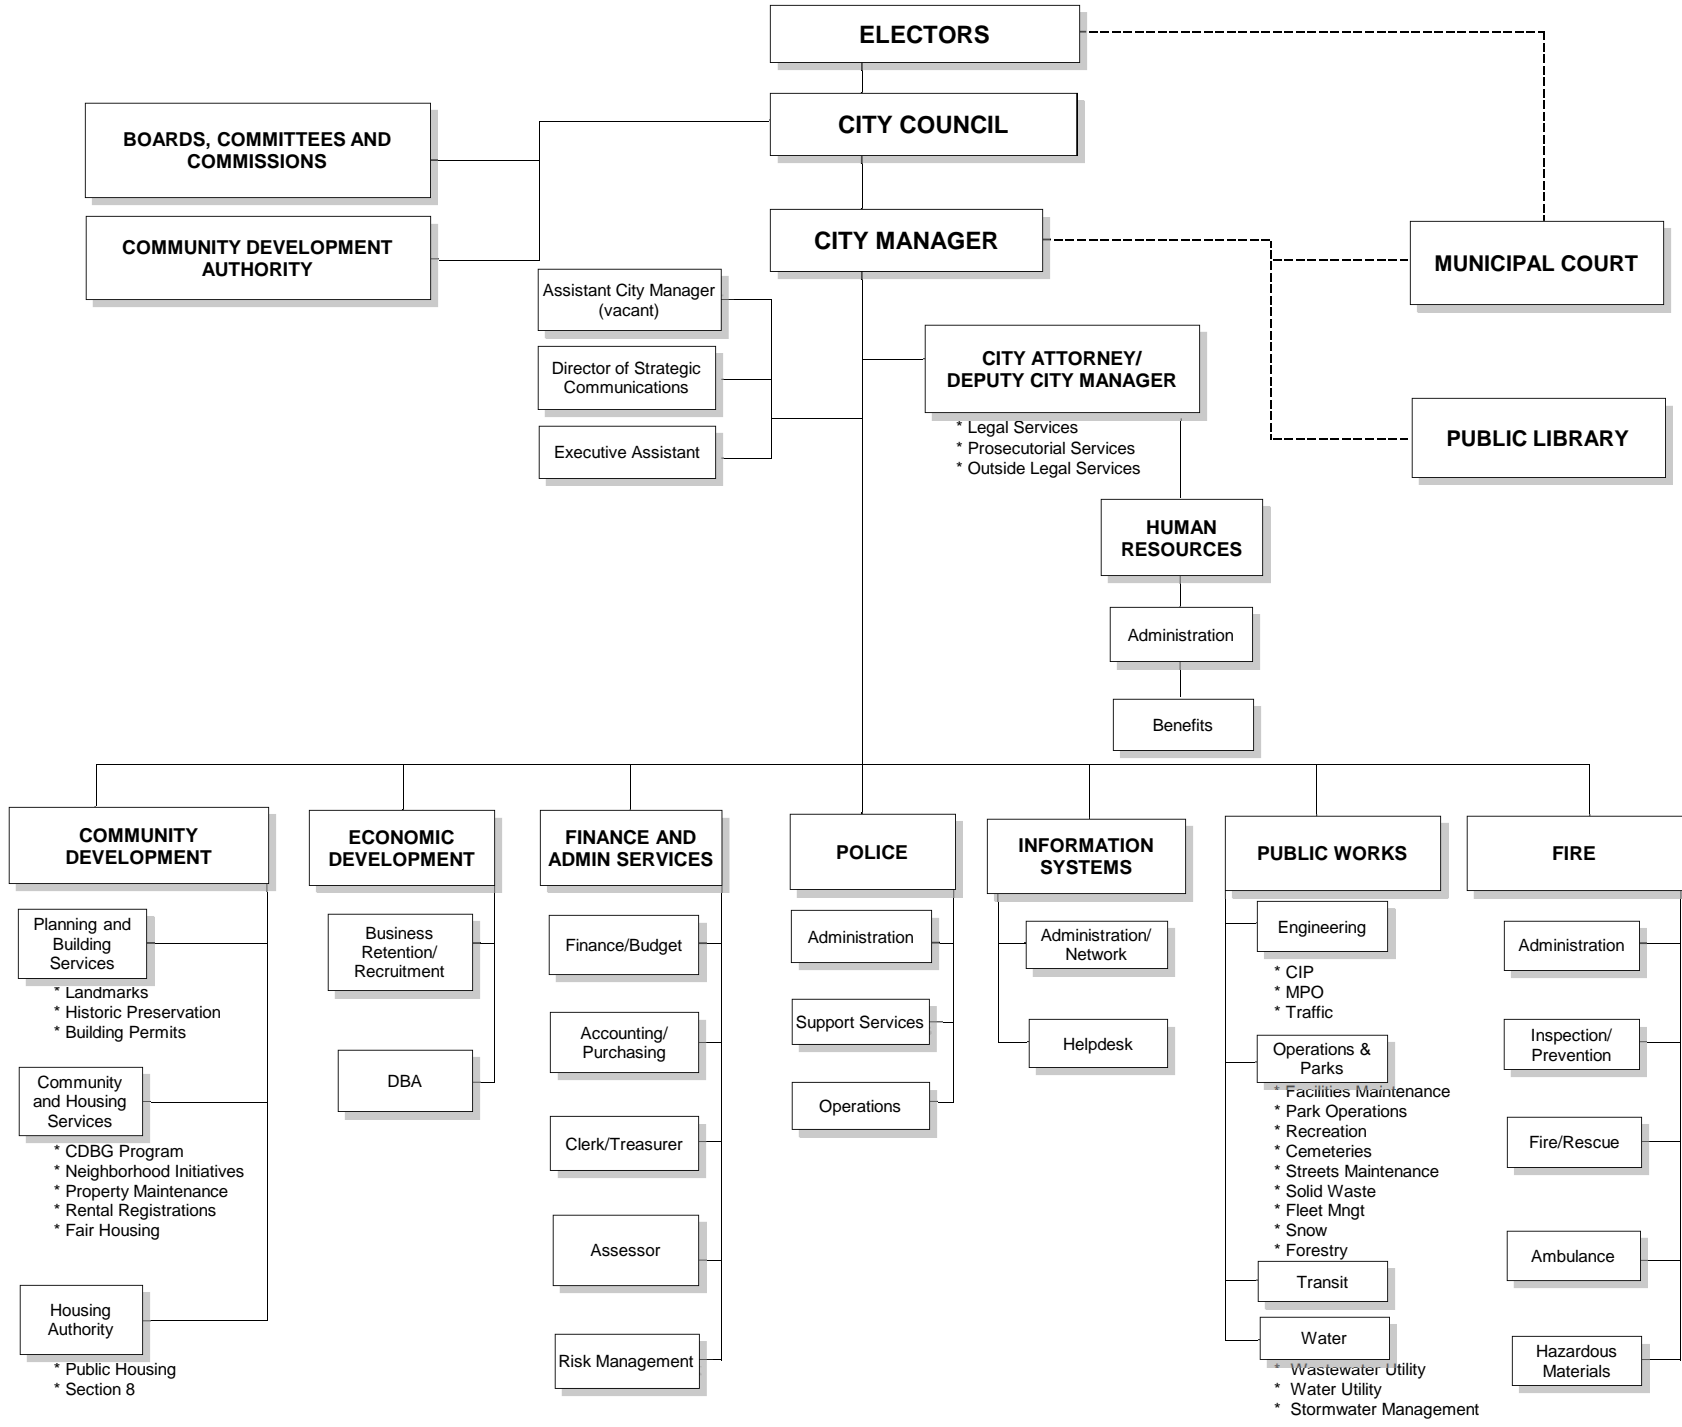 ELECTORS
CITY COUNCIL
BOARDS, COMMITTEES AND
COMMISSIONS
COMMUNITY DEVELOPMENT
AUTHORITY
CITY MANAGER
MUNICIPAL COURT
Assistant City Manager
(vacant)
Director of Strategic
Communications
Executive Assistant
CITY ATTORNEY/
DEPUTY CITY MANAGER
* Legal Services
* Prosecutorial Services
* Outside Legal Services
PUBLIC LIBRARY
HUMAN
RESOURCES
Administration
Benefits
COMMUNITY
DEVELOPMENT
Planning and
Building
Services
* Landmarks
* Historic Preservation
* Building Permits
Community
and Housing
Services
* CDBG Program
* Neighborhood Initiatives
* Property Maintenance
* Rental Registrations
* Fair Housing
Housing
Authority
* Public Housing
* Section 8
ECONOMIC
DEVELOPMENT
Business
Retention/
Recruitment
DBA
FINANCE AND
ADMIN SERVICES
Finance/Budget
Accounting/
Purchasing
Clerk/Treasurer
Assessor
Risk Management
POLICE
Administration
Support Services
Operations
INFORMATION
SYSTEMS
Administration/
Network
Helpdesk
PUBLIC WORKS
Engineering
* CIP
* MPO
* Traffic
Operations &
Parks
* Facilities Maintenance
* Park Operations
* Recreation
* Cemeteries
* Streets Maintenance
* Solid Waste
* Fleet Mngt
* Snow
* Forestry
Transit
Water
* Wastewater Utility
* Water Utility
* Stormwater Management
FIRE
Administration
Inspection/
Prevention
Fire/Rescue
Ambulance
Hazardous
Materials